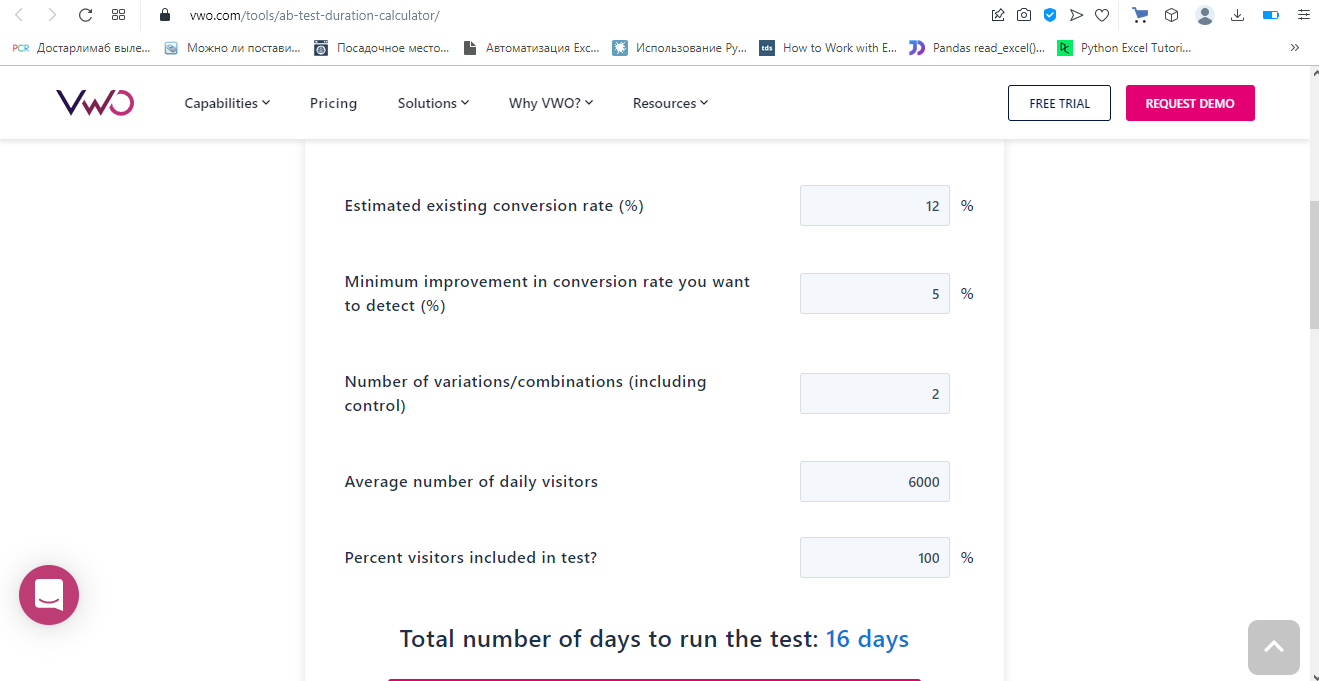 vwo.com/tools/ab-test-duration-calculator/
PCR Достарлимаб выле... Можно ли постави... Посадочное место... Автоматизация Exc... Использование Ру... tds How to Work with E... Pandas read_excel()... Python Excel Tutori... »
VWO Capabilities Pricing Solutions Why VWO? Resources FREE TRIAL REQUEST DEMO
Estimated existing conversion rate (%) 12 %
Minimum improvement in conversion rate you want
to detect (%) 5 %
Number of variations/combinations (including
control) 2
Average number of daily visitors 6000
Percent visitors included in test? 100 %
Total number of days to run the test: 16 days